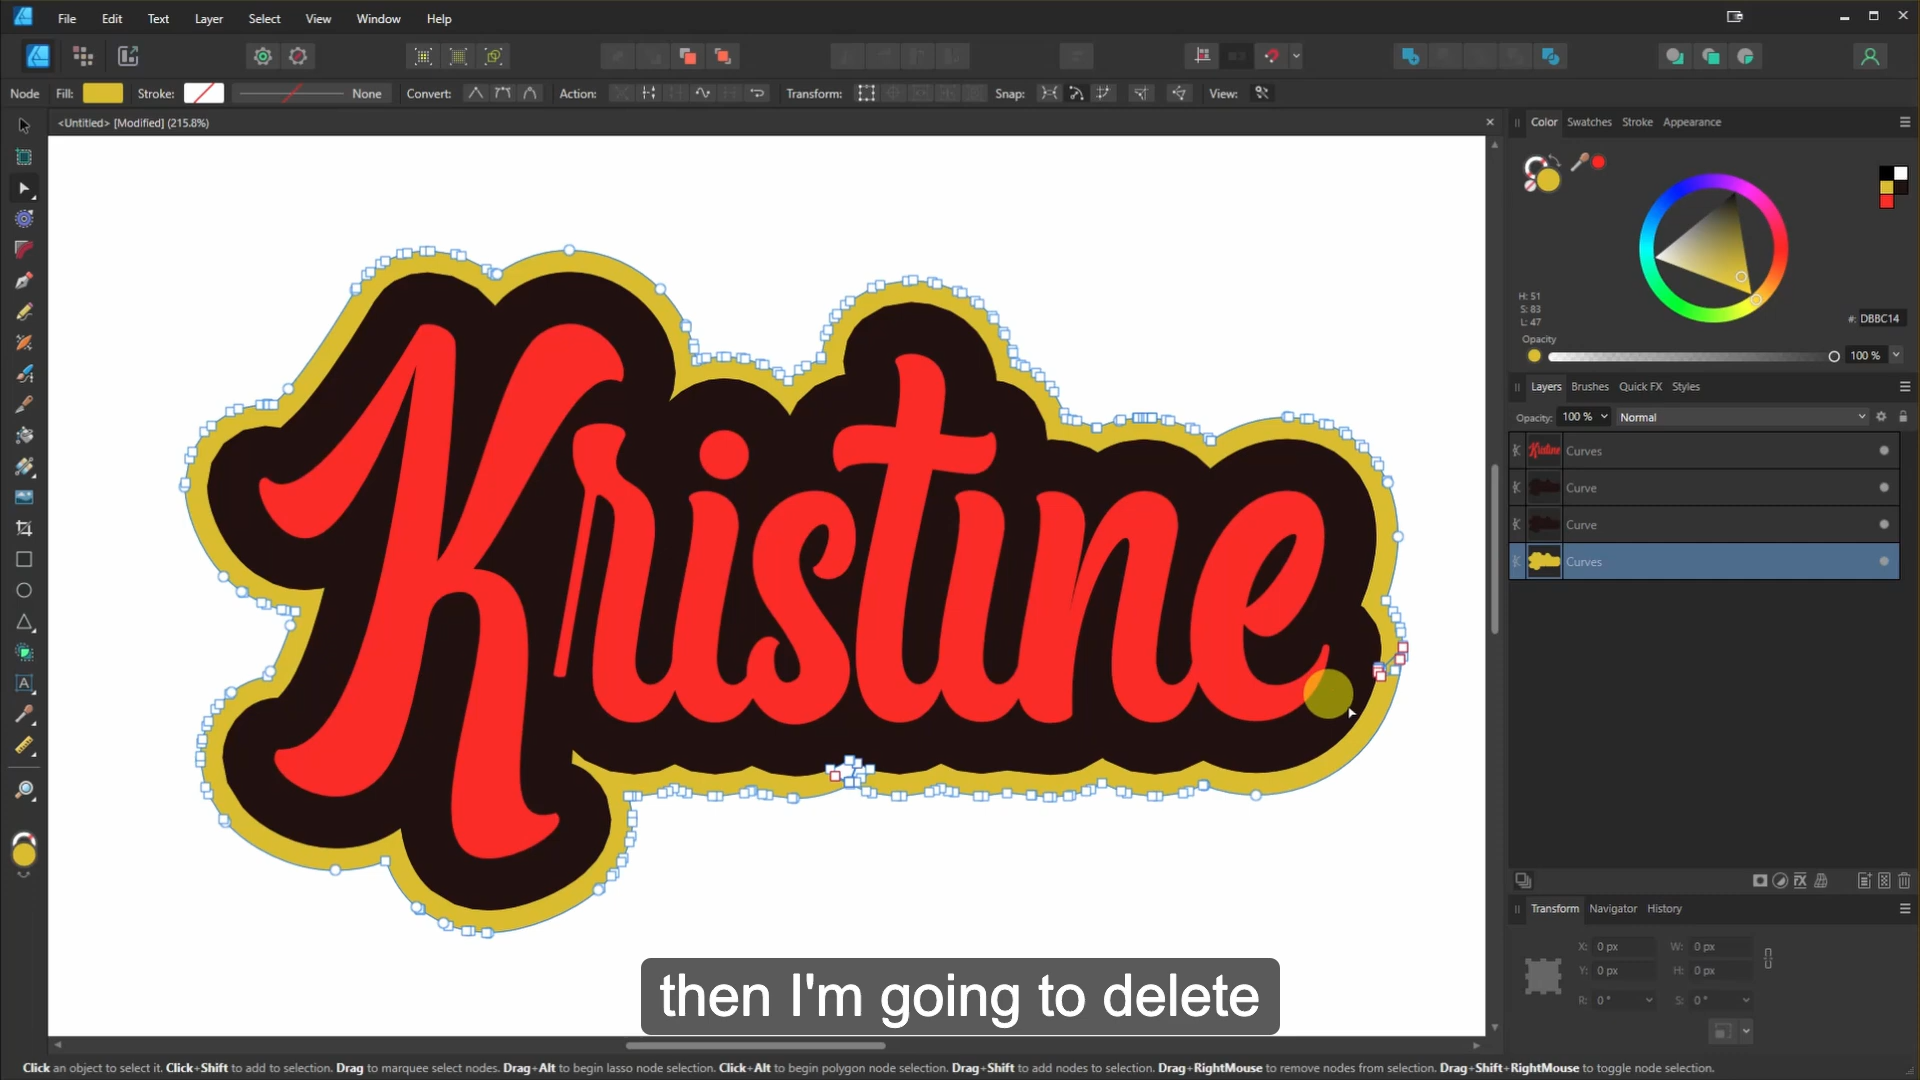 File Edit Text Layer Select View Window Help
Node Fill: Stroke: None Convert: Action: Transform: Snap: View:
<Untitled> [Modified] (215.8%)
Color Swatches Stroke Appearance
H: 51
S: 83
L: 47
#: DBBC14
Opacity
100 %
Layers Brushes Quick FX Styles
Opacity: 100 % Normal
Curves
Curve
Curve
Curves
Kristine
Transform Navigator History
X: 0 px W: 0 px
Y: 0 px H: 0 px
R: 0 ° S: 0 °
then I'm going to delete
Click an object to select it. Click+Shift to add to selection. Drag to marquee select nodes. Drag+Alt to begin lasso node selection. Click+Alt to begin polygon node selection. Drag+Shift to add nodes to selection. Drag+RightMouse to remove nodes from selection. Drag+Shift+RightMouse to toggle node selection.